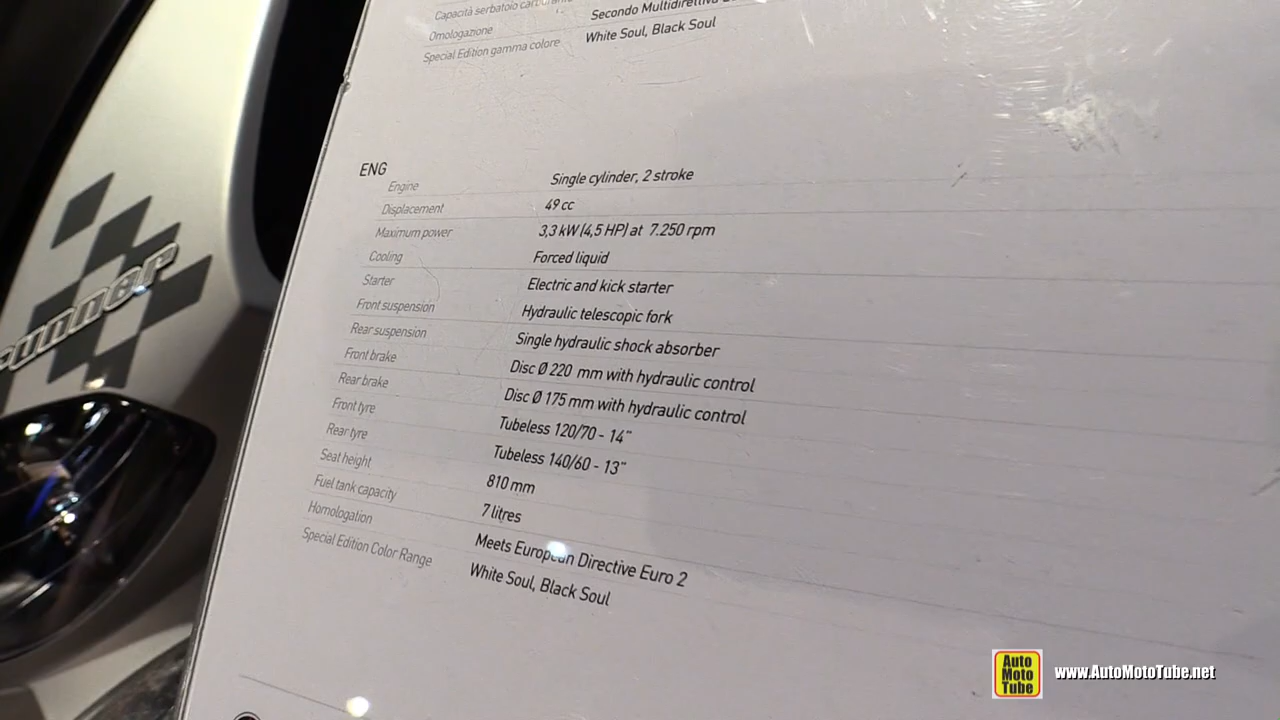 Capacità serbatoio carburante
Omologazione Secondo Multidirettiva
Special Edition gamma colore White Soul, Black Soul
ENG
Engine Single cylinder, 2 stroke
Displacement 49 cc
Maximum power 3,3 kW (4,5 HP) at 7.250 rpm
Cooling Forced liquid
Starter Electric and kick starter
Front suspension Hydraulic telescopic fork
Rear suspension Single hydraulic shock absorber
Front brake Disc Ø 220 mm with hydraulic control
Rear brake Disc Ø 175 mm with hydraulic control
Front tyre Tubeless 120/70 - 14"
Rear tyre Tubeless 140/60 - 13"
Seat height 810 mm
Fuel tank capacity 7 litres
Homologation Meets European Directive Euro 2
Special Edition Color Range White Soul, Black Soul
Auto
Moto
Tube
www.AutoMotoTube.net